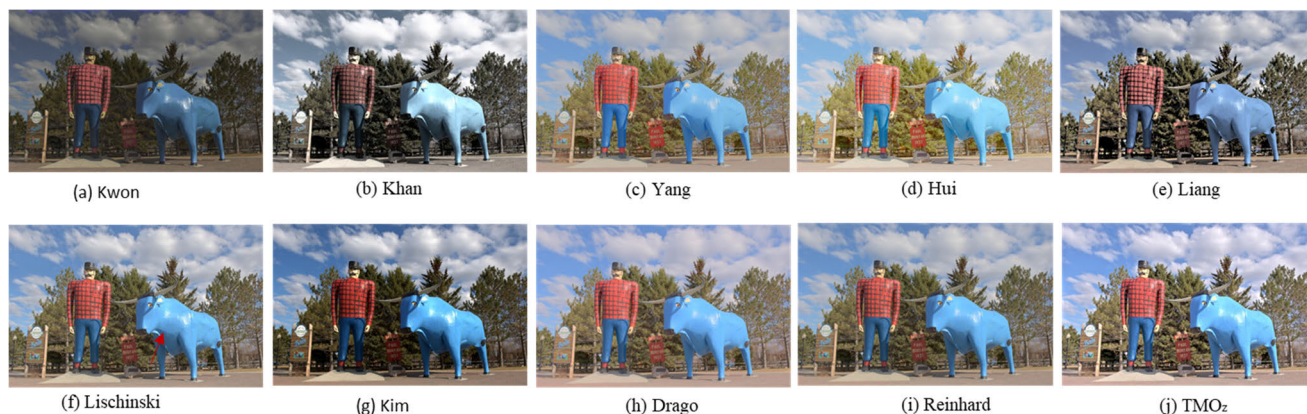 (a) Kwon
(b) Khan
(c) Yang
(d) Hui
(e) Liang
(f) Lischinski
(g) Kim
(h) Drago
(i) Reinhard
(j) TMOz